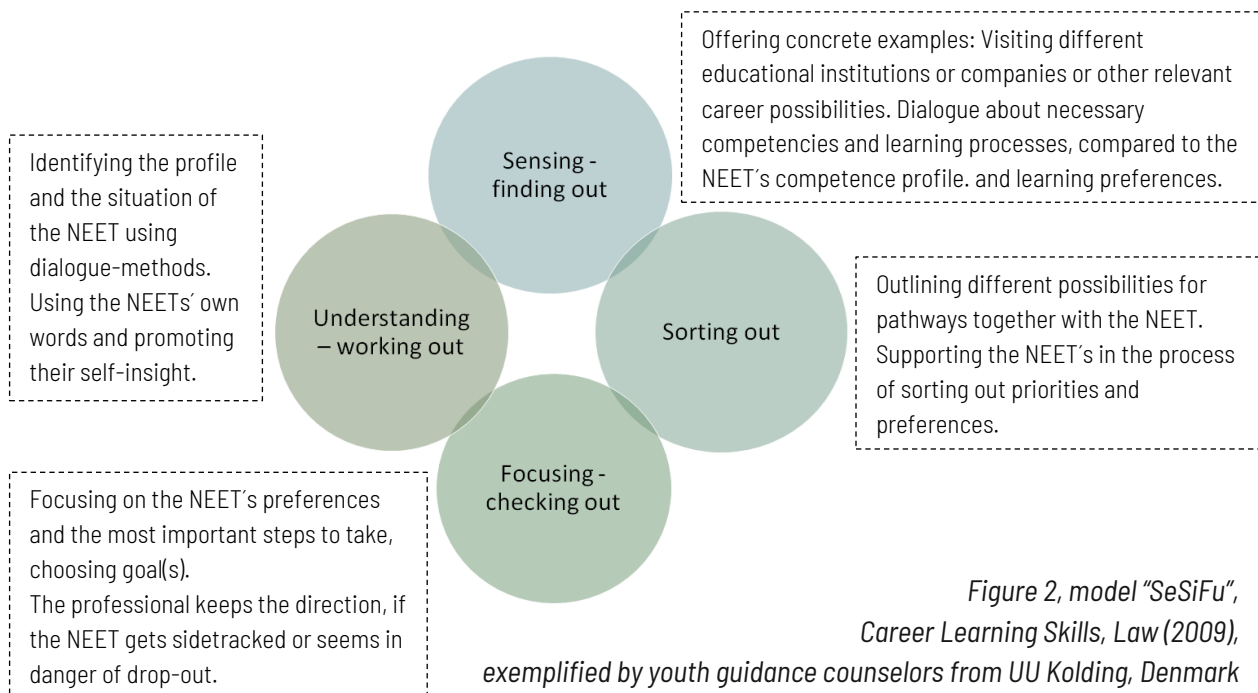 Offering concrete examples: Visiting different
educational institutions or companies or other relevant
career possibilities. Dialogue about necessary
competencies and learning processes, compared to the
NEET´s competence profile. and learning preferences.
Identifying the profile
and the situation of
the NEET using
dialogue-methods.
Using the NEETs´ own
words and promoting
their self-insight.
Sensing -
finding out
Understanding
– working out
Sorting out
Outlining different possibilities for
pathways together with the NEET.
Supporting the NEET´s in the process
of sorting out priorities and
preferences.
Focusing -
checking out
Focusing on the NEET´s preferences
and the most important steps to take,
choosing goal(s).
The professional keeps the direction, if
the NEET gets sidetracked or seems in
danger of drop-out.
Figure 2, model “SeSiFu”,
Career Learning Skills, Law (2009),
exemplified by youth guidance counselors from UU Kolding, Denmark